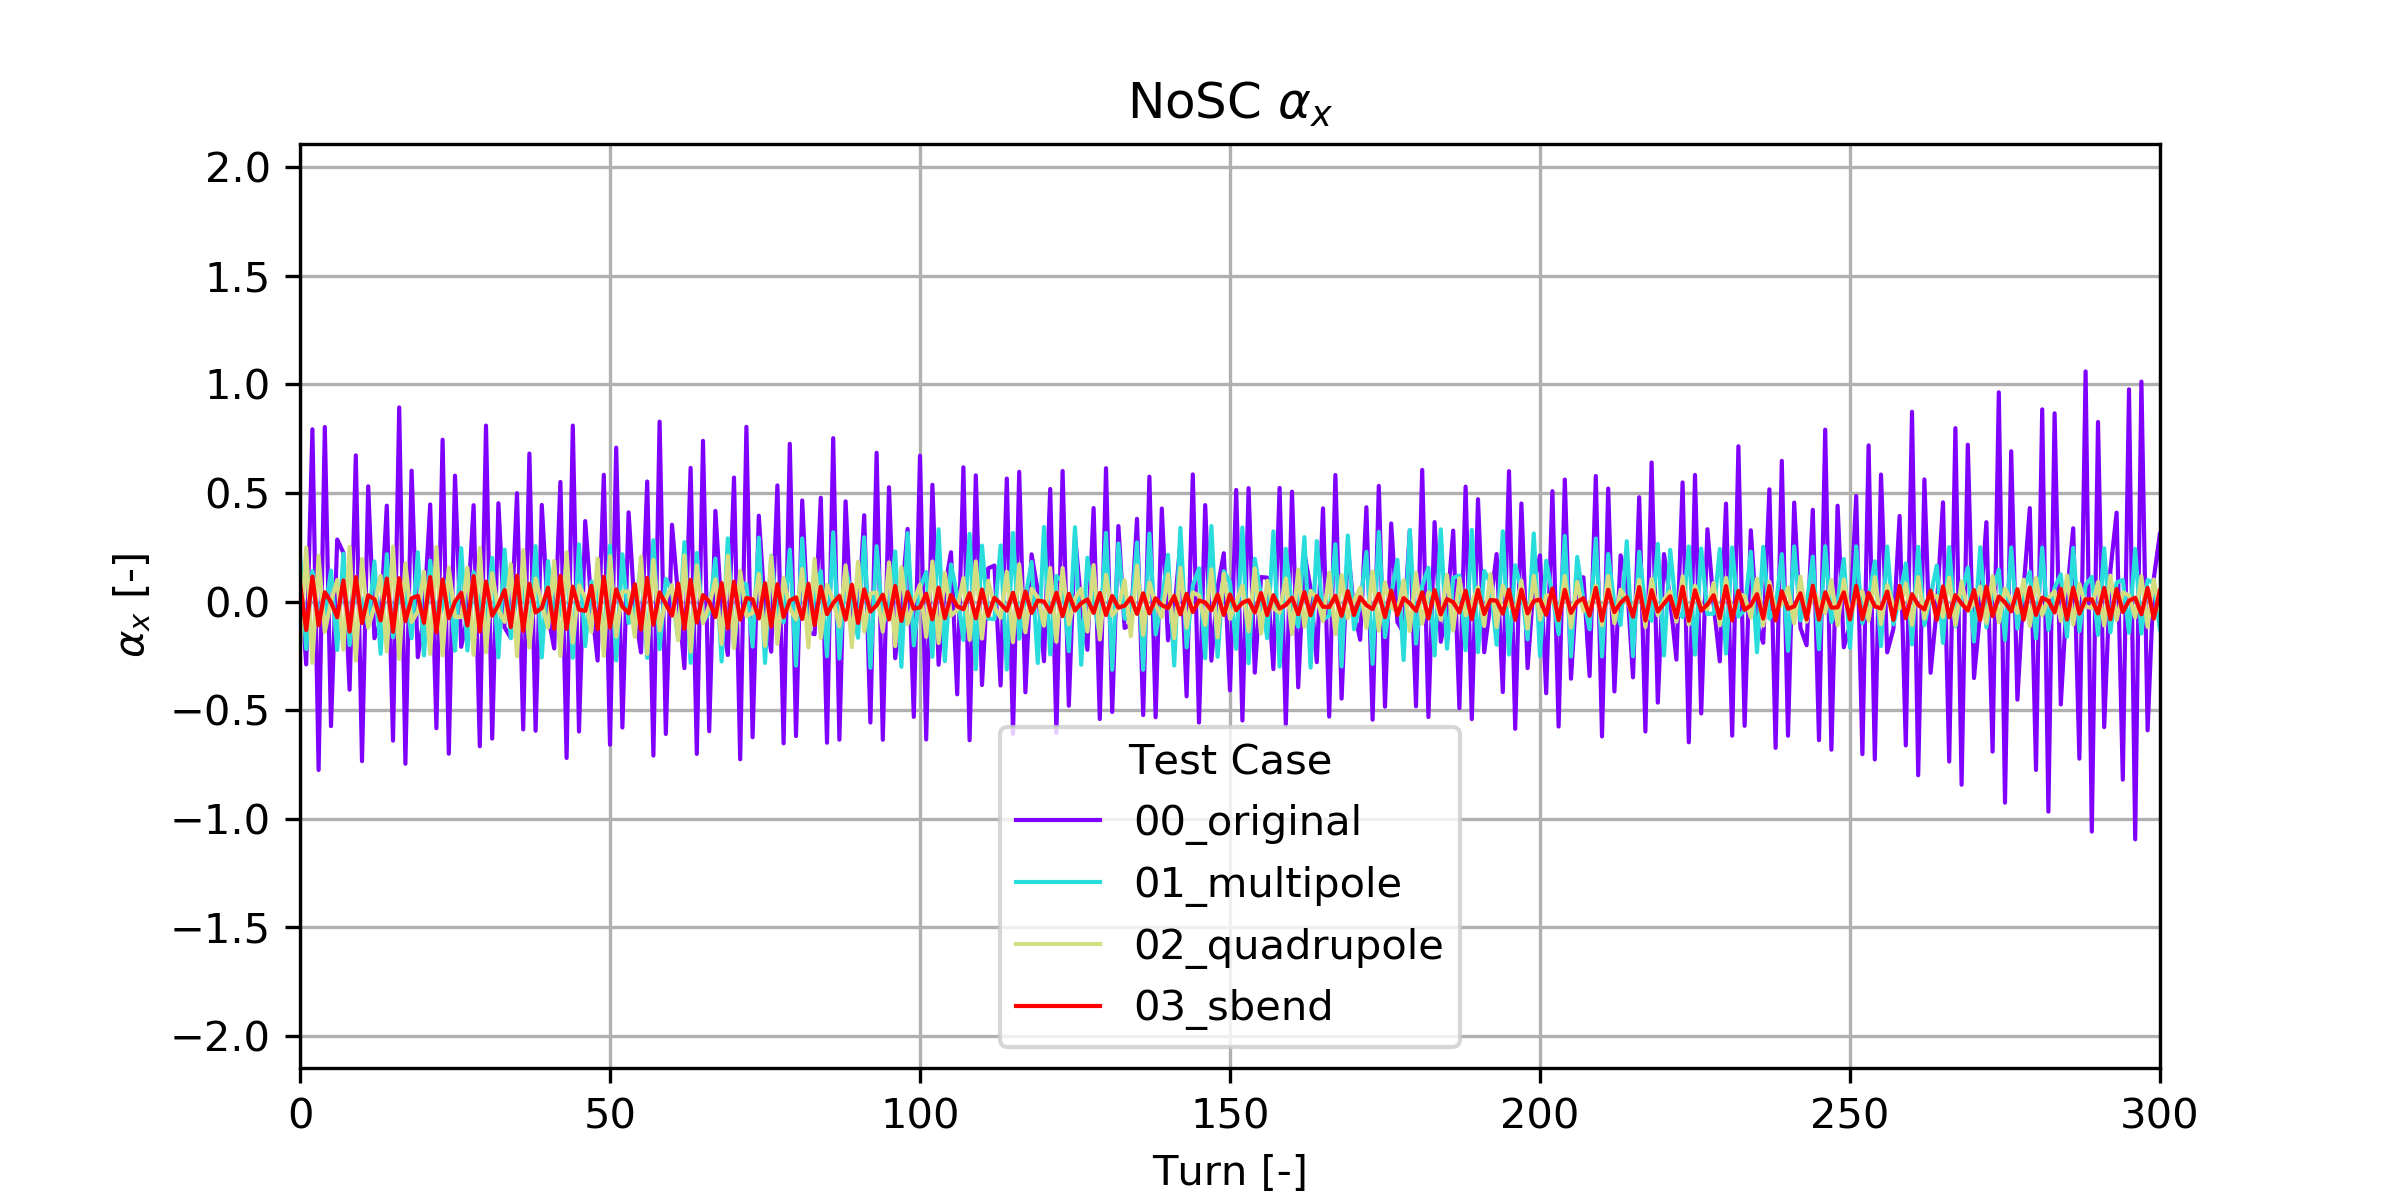 NoSC αx
2.0
1.5
1.0
0.5
0.0
−0.5
−1.0
−1.5
−2.0
αx [-]
Test Case
00_original
01_multipole
02_quadrupole
03_sbend
0 50 100 150 200 250 300
Turn [-]